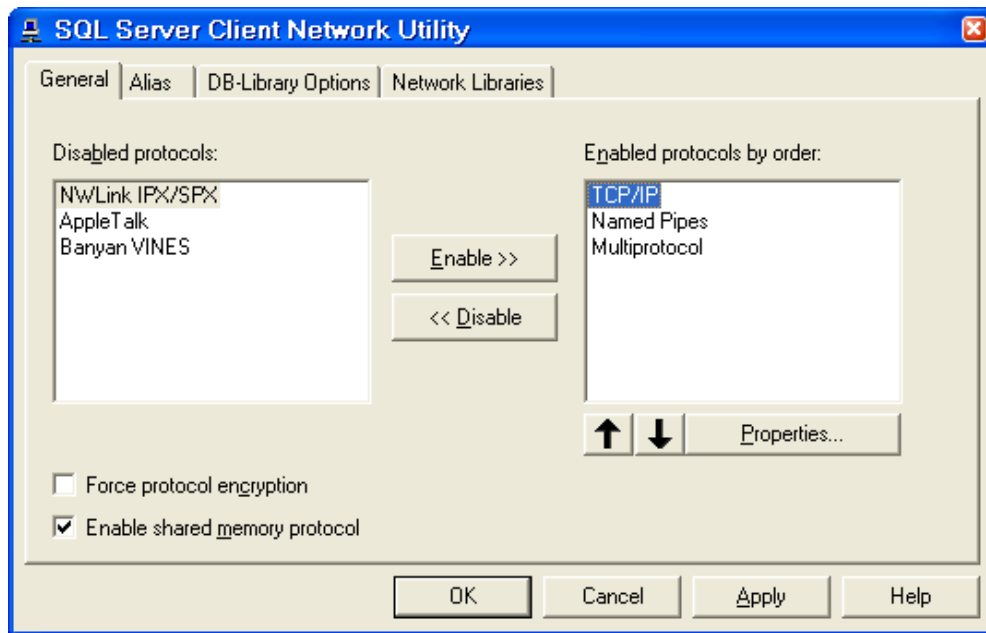 SQL Server Client Network Utility
General Alias DB-Library Options Network Libraries
Disabled protocols:
NWLink IPX/SPX
AppleTalk
Banyan VINES
Enable >>
<< Disable
Enabled protocols by order:
TCP/IP
Named Pipes
Multiprotocol
Properties...
Force protocol encryption
Enable shared memory protocol
OK Cancel Apply Help